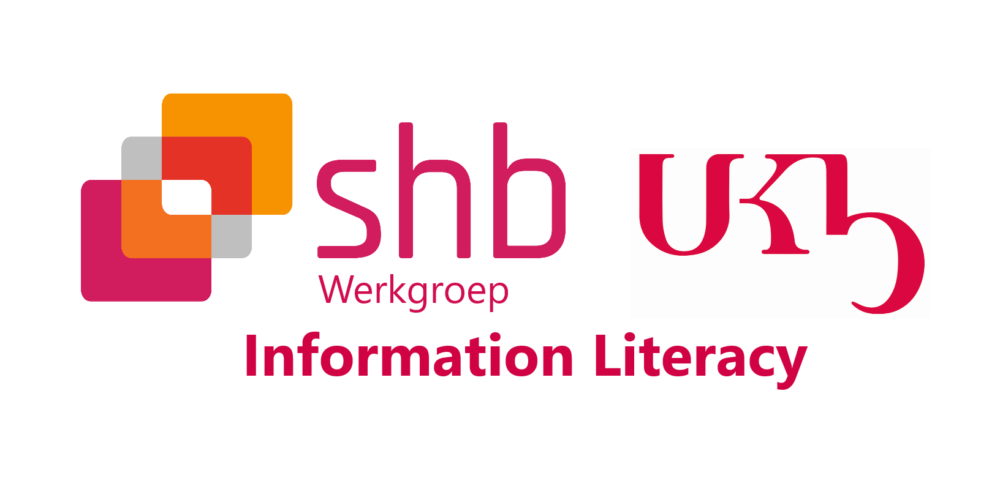 shb UKb
Werkgroep
Information Literacy